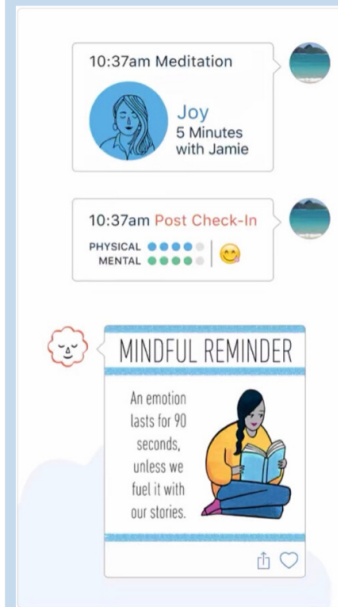 10:37am Meditation
Joy
5 Minutes
with Jamie
10:37am Post Check-In
PHYSICAL
MENTAL
MINDFUL REMINDER
An emotion
lasts for 90
seconds,
unless we
fuel it with
our stories.